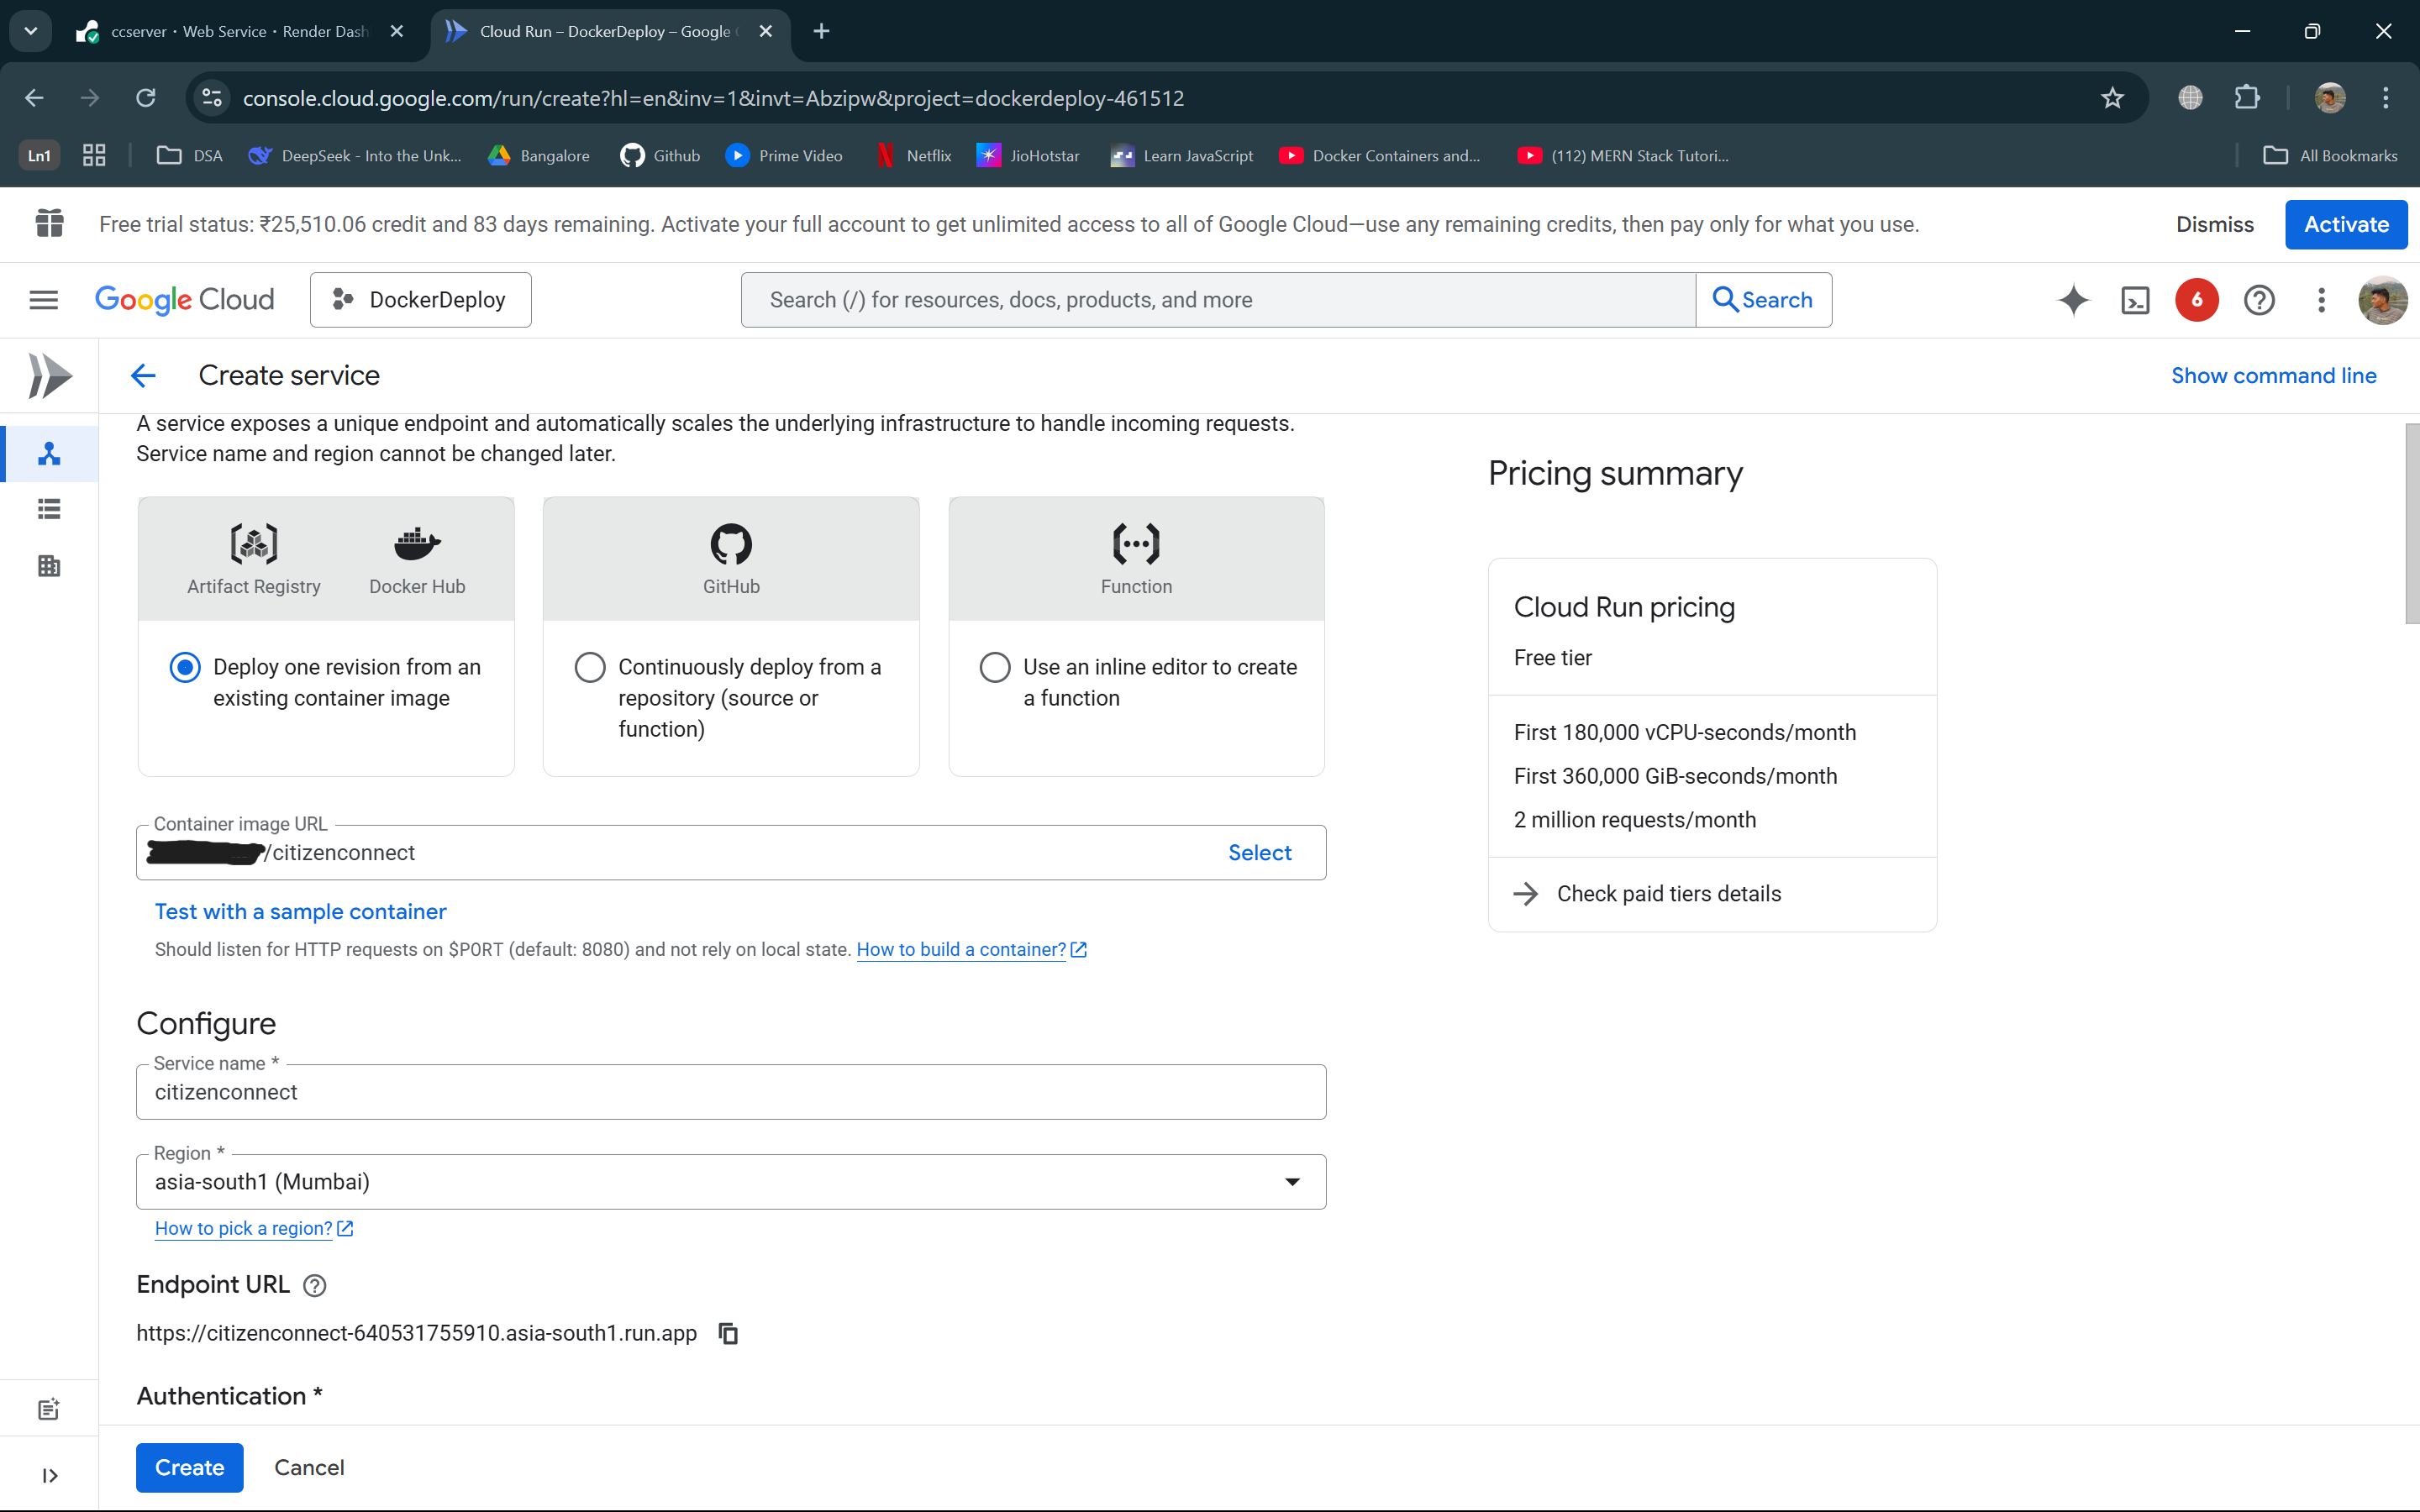 ccserver · Web Service · Render Dash
Cloud Run – DockerDeploy – Google
console.cloud.google.com/run/create?hl=en&inv=1&invt=Abzipw&project=dockerdeploy-461512
Ln1
DSA
DeepSeek - Into the Unk...
Bangalore
Github
Prime Video
Netflix
JioHotstar
Learn JavaScript
Docker Containers and...
(112) MERN Stack Tutori...
All Bookmarks
Free trial status: ₹25,510.06 credit and 83 days remaining. Activate your full account to get unlimited access to all of Google Cloud—use any remaining credits, then pay only for what you use.
Dismiss
Activate
Google Cloud
DockerDeploy
Search (/) for resources, docs, products, and more
Search
6
Create service
Show command line
A service exposes a unique endpoint and automatically scales the underlying infrastructure to handle incoming requests.
Service name and region cannot be changed later.
Artifact Registry
Docker Hub
Deploy one revision from an
existing container image
GitHub
Continuously deploy from a
repository (source or
function)
Function
Use an inline editor to create
a function
Container image URL
/citizenconnect
Select
Test with a sample container
Should listen for HTTP requests on $PORT (default: 8080) and not rely on local state. How to build a container?
Configure
Service name *
citizenconnect
Region *
asia-south1 (Mumbai)
How to pick a region?
Endpoint URL
https://citizenconnect-640531755910.asia-south1.run.app
Authentication *
Create
Cancel
Pricing summary
Cloud Run pricing
Free tier
First 180,000 vCPU-seconds/month
First 360,000 GiB-seconds/month
2 million requests/month
Check paid tiers details